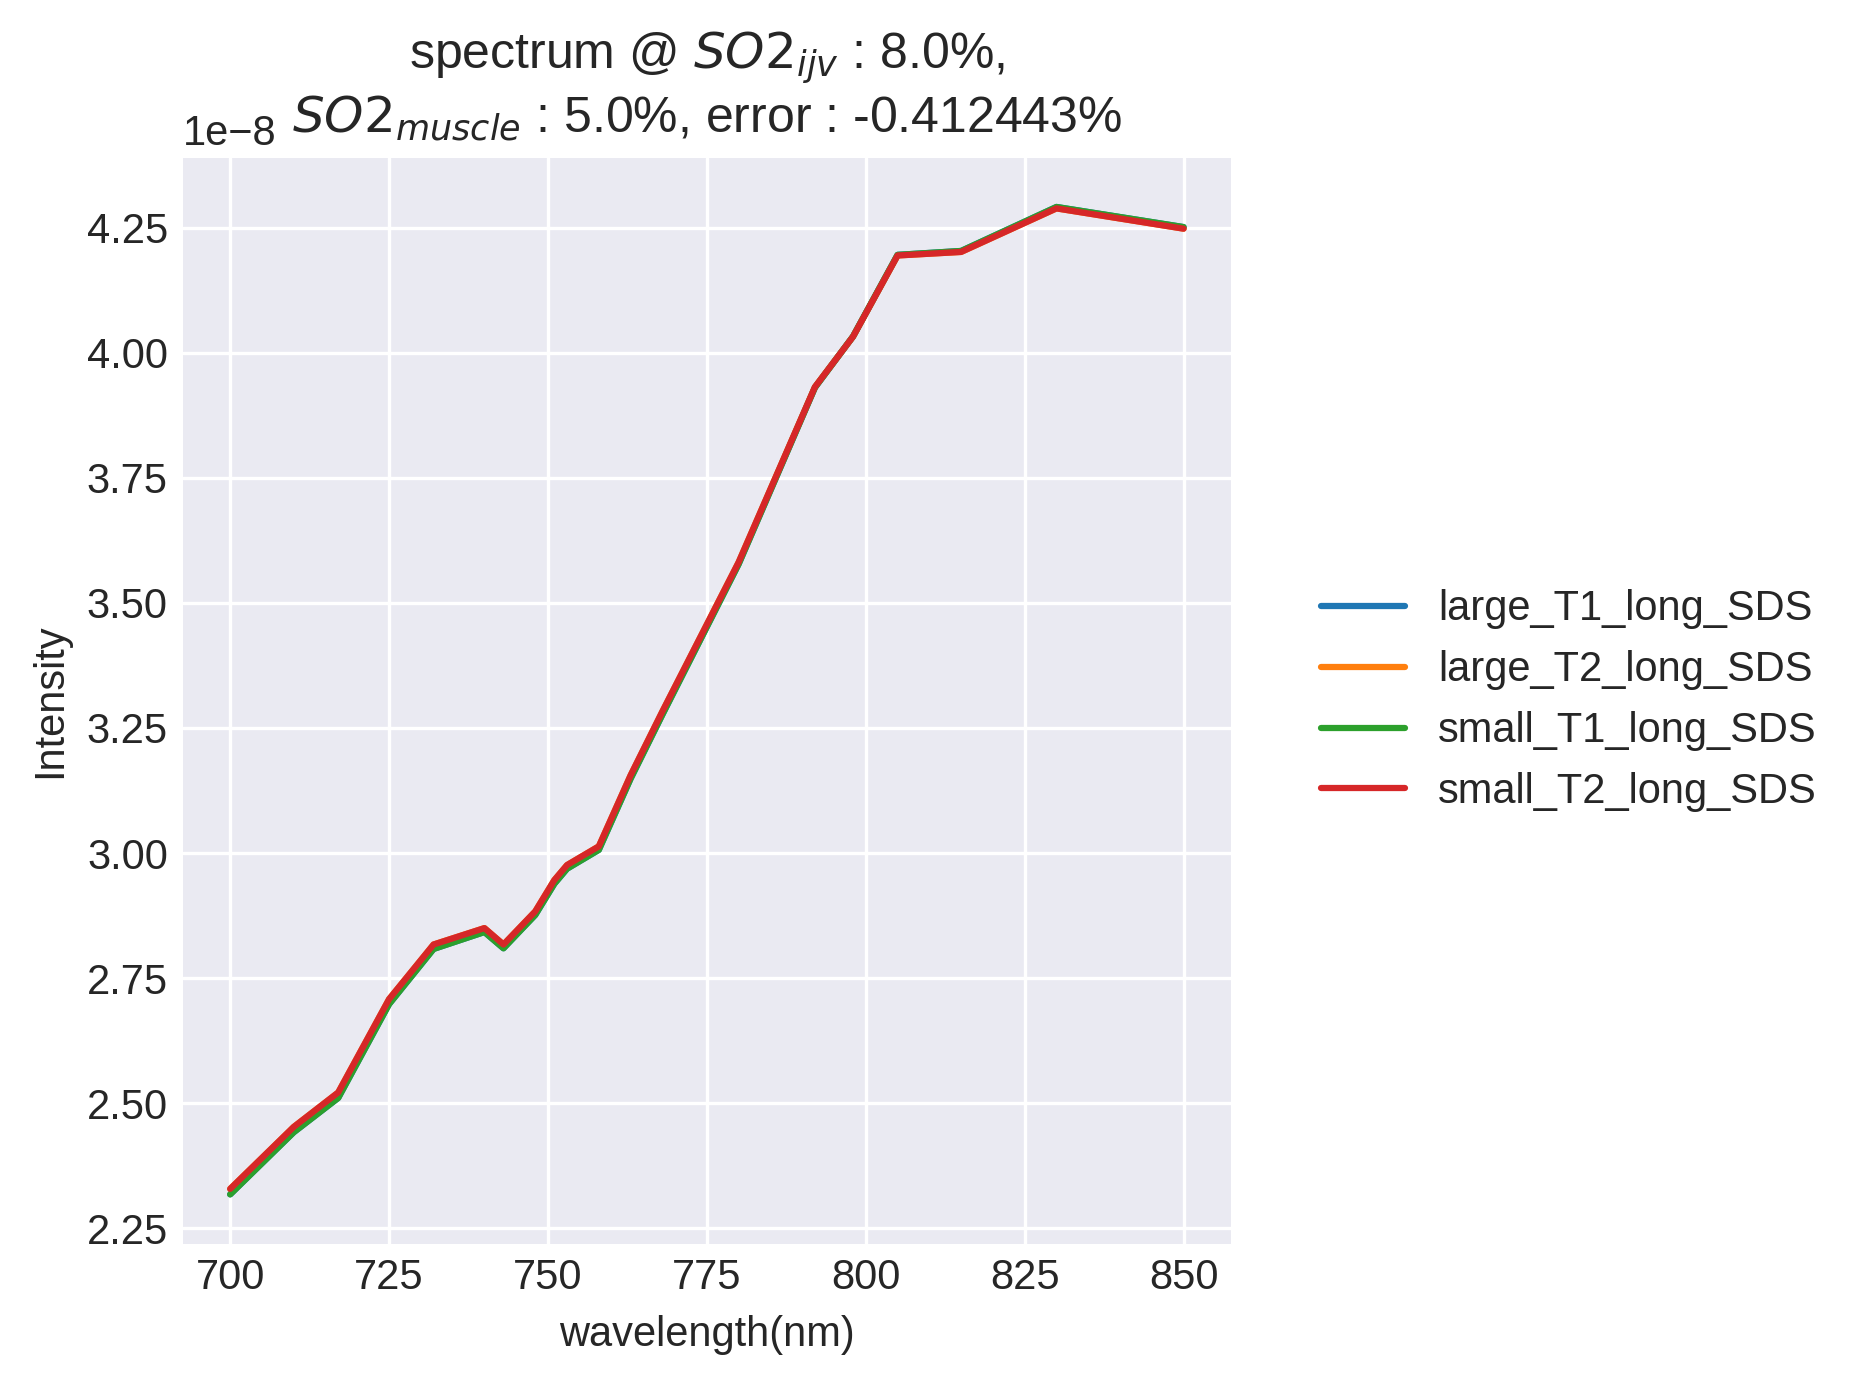 spectrum @ SO2ijv : 8.0%,
SO2muscle : 5.0%, error : -0.412443%
1e−8
4.25
4.00
3.75
3.50
3.25
3.00
2.75
2.50
2.25
Intensity
700 725 750 775 800 825 850
wavelength(nm)
large_T1_long_SDS
large_T2_long_SDS
small_T1_long_SDS
small_T2_long_SDS